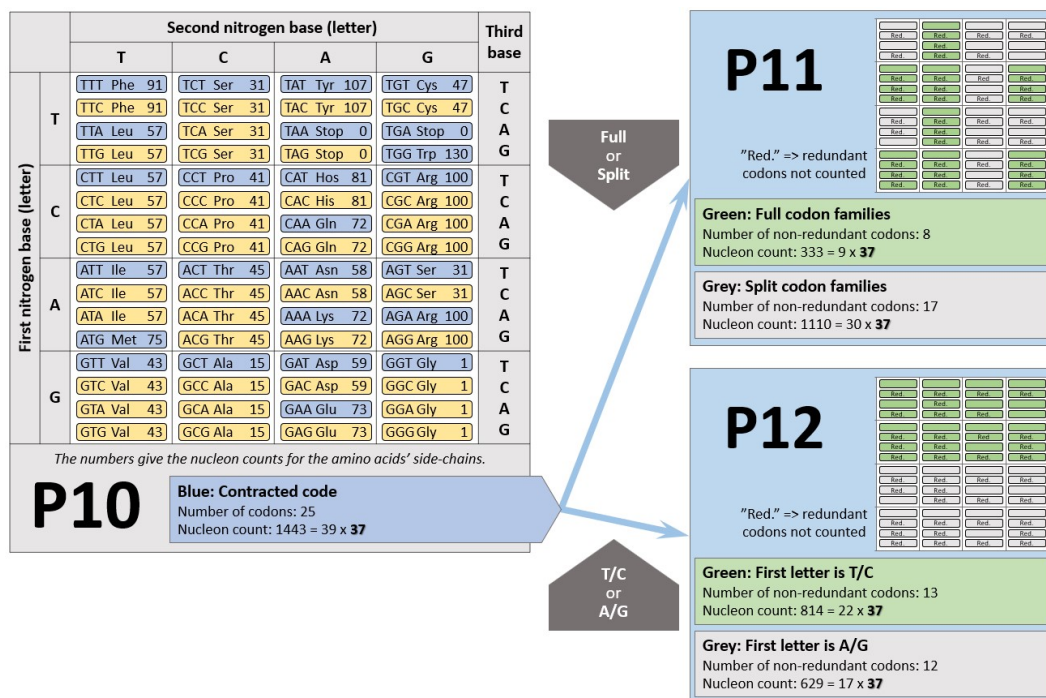 Second nitrogen base (letter)
Third base
T C A G
First nitrogen base (letter)
T
TTT Phe 91 TCT Ser 31 TAT Tyr 107 TGT Cys 47 T
TTC Phe 91 TCC Ser 31 TAC Tyr 107 TGC Cys 47 C
TTA Leu 57 TCA Ser 31 TAA Stop 0 TGA Stop 0 A
TTG Leu 57 TCG Ser 31 TAG Stop 0 TGG Trp 130 G
C
CTT Leu 57 CCT Pro 41 CAT Hos 81 CGT Arg 100 T
CTC Leu 57 CCC Pro 41 CAC His 81 CGC Arg 100 C
CTA Leu 57 CCA Pro 41 CAA Gln 72 CGA Arg 100 A
CTG Leu 57 CCG Pro 41 CAG Gln 72 CGG Arg 100 G
A
ATT Ile 57 ACT Thr 45 AAT Asn 58 AGT Ser 31 T
ATC Ile 57 ACC Thr 45 AAC Asn 58 AGC Ser 31 C
ATA Ile 57 ACA Thr 45 AAA Lys 72 AGA Arg 100 A
ATG Met 75 ACG Thr 45 AAG Lys 72 AGG Arg 100 G
G
GTT Val 43 GCT Ala 15 GAT Asp 59 GGT Gly 1 T
GTC Val 43 GCC Ala 15 GAC Asp 59 GGC Gly 1 C
GTA Val 43 GCA Ala 15 GAA Glu 73 GGA Gly 1 A
GTG Val 43 GCG Ala 15 GAG Glu 73 GGG Gly 1 G
The numbers give the nucleon counts for the amino acids' side-chains.
P10
Blue: Contracted code
Number of codons: 25
Nucleon count: 1443 = 39 x 37
Full
or
Split
T/C
or
A/G
P11
"Red." => redundant
codons not counted
Green: Full codon families
Number of non-redundant codons: 8
Nucleon count: 333 = 9 x 37
Grey: Split codon families
Number of non-redundant codons: 17
Nucleon count: 1110 = 30 x 37
P12
"Red." => redundant
codons not counted
Green: First letter is T/C
Number of non-redundant codons: 13
Nucleon count: 814 = 22 x 37
Grey: First letter is A/G
Number of non-redundant codons: 12
Nucleon count: 629 = 17 x 37